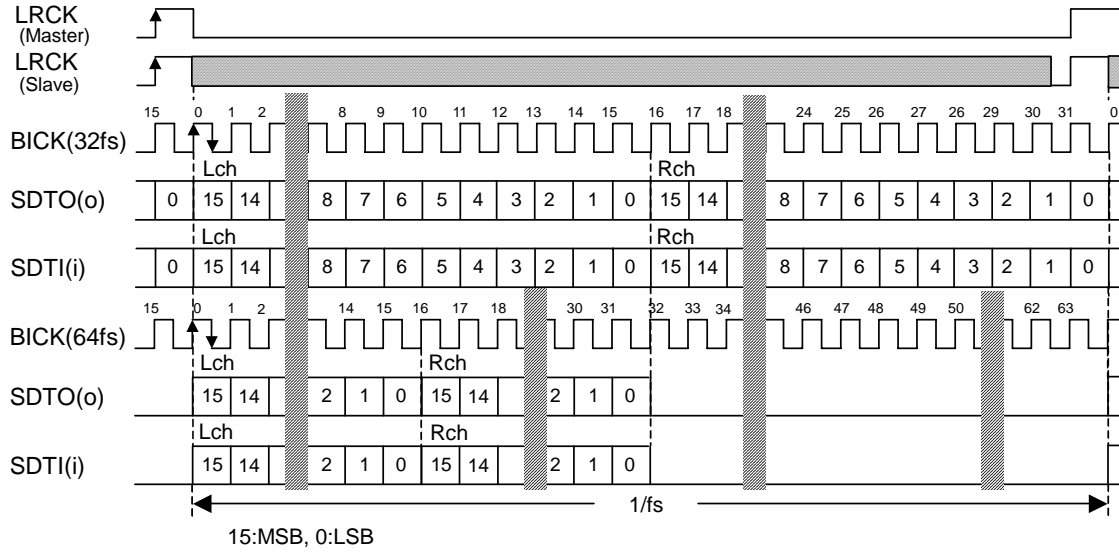 LRCK
(Master)
LRCK
(Slave)
15 0 1 2 8 9 10 11 12 13 14 15 16 17 18 24 25 26 27 26 29 30 31 0
BICK(32fs)
Lch Rch
SDTO(o) 0 15 14 8 7 6 5 4 3 2 1 0 15 14 8 7 6 5 4 3 2 1 0
Lch Rch
SDTI(i) 0 15 14 8 7 6 5 4 3 2 1 0 15 14 8 7 6 5 4 3 2 1 0
15 0 1 2 14 15 16 17 18 30 31 32 33 34 46 47 48 49 50 62 63
BICK(64fs)
Lch Rch
SDTO(o) 15 14 2 1 0 15 14 2 1 0
Lch Rch
SDTI(i) 15 14 2 1 0 15 14 2 1 0
1/fs
15:MSB, 0:LSB